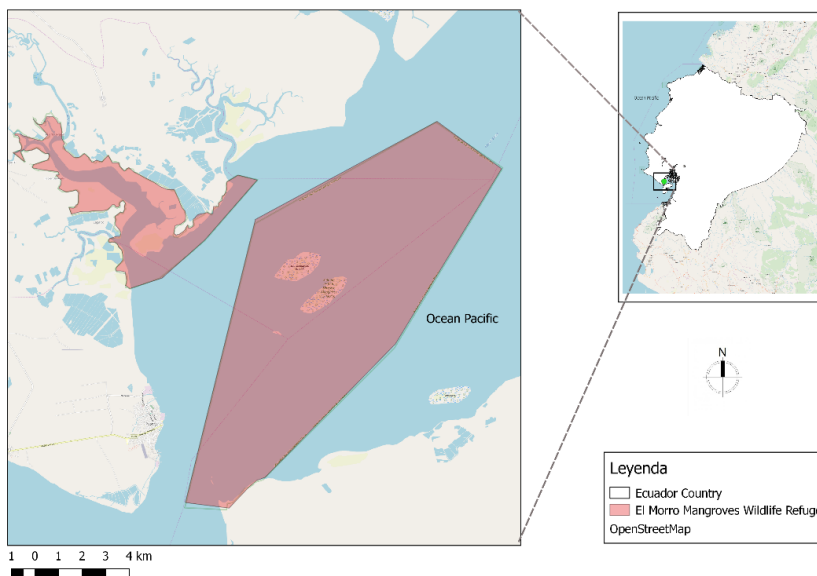 Ocean Pacific
Ocean Pacific
N
Leyenda
Ecuador Country
El Morro Mangroves Wildlife Refuge
OpenStreetMap
1 0 1 2 3 4 km